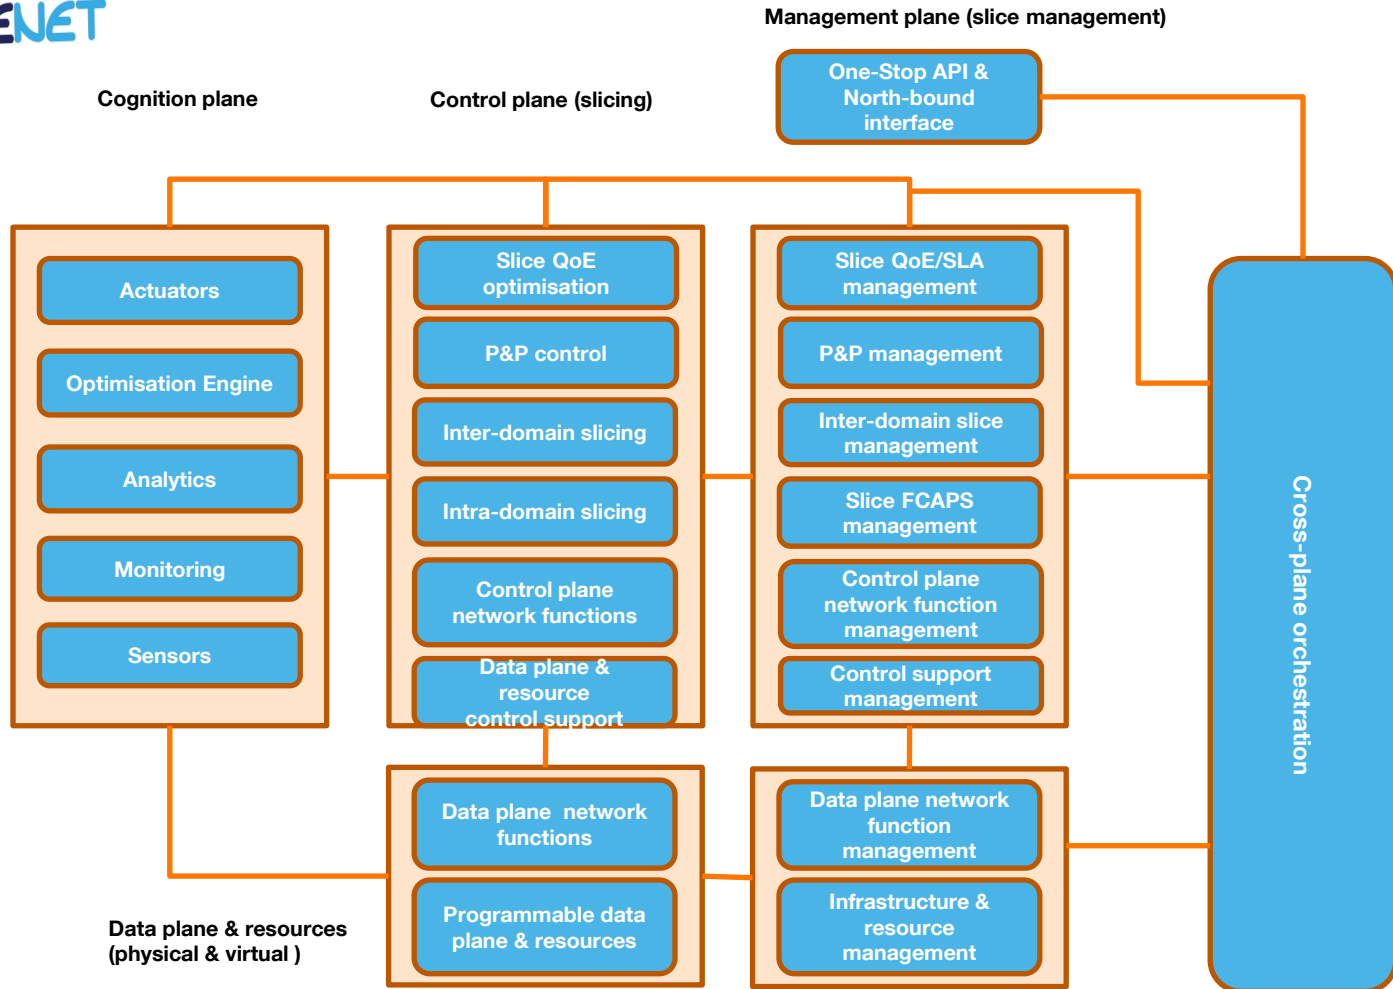 ENET
Management plane (slice management)
One-Stop API &
North-bound
interface
Cognition plane
Control plane (slicing)
Actuators
Optimisation Engine
Analytics
Monitoring
Sensors
Slice QoE
optimisation
P&P control
Inter-domain slicing
Intra-domain slicing
Control plane
network functions
Data plane &
resource
control support
Slice QoE/SLA
management
P&P management
Inter-domain slice
management
Slice FCAPS
management
Control plane
network function
management
Control support
management
Cross-plane orchestration
Data plane  network
functions
Programmable data
plane & resources
Data plane network
function
management
Infrastructure &
resource
management
Data plane & resources
(physical & virtual )